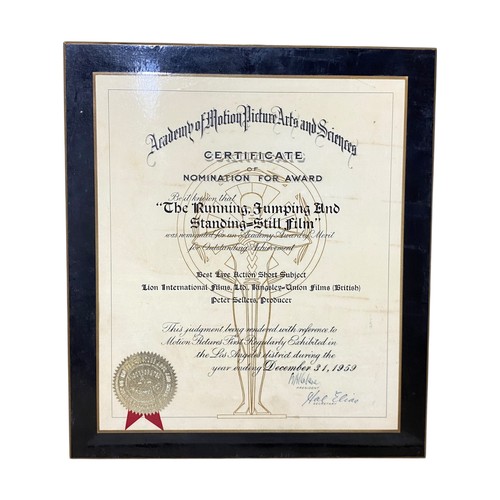 Academy of Motion Picture Arts and Sciences
CERTIFICATE
OF
NOMINATION FOR AWARD
Be it known that
"The Running, Jumping And
Standing-Still Film"
was nominated for an Academy Award of Merit
for Outstanding Achievement
Best Live Action Short Subject
Lion International Films, Ltd. Kingsley-Union Films (British)
Peter Sellers, Producer
This judgment being rendered with reference to
Motion Pictures First Regularly Exhibited in
the Los Angeles district during the
year ending December 31, 1959
PRESIDENT
Hal Elias
SECRETARY